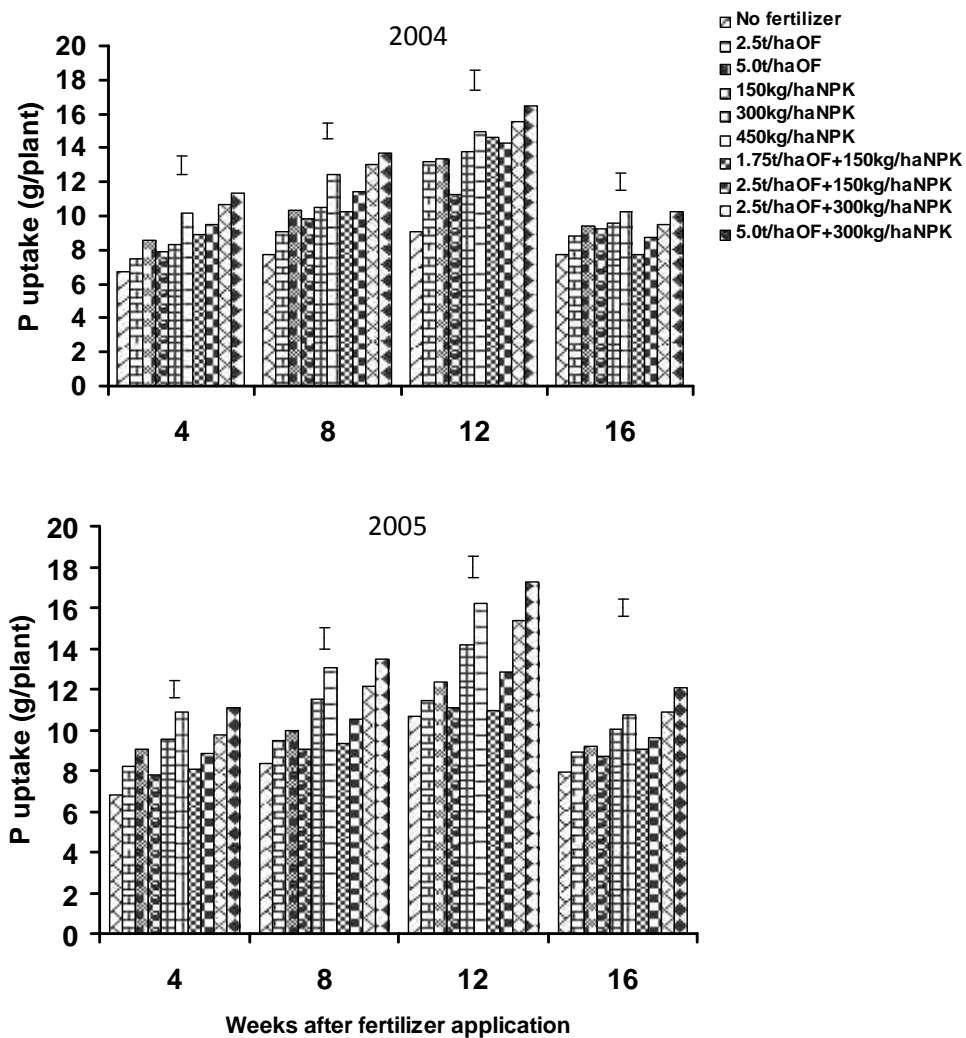 2004
P uptake (g/plant)
20
18
16
14
12
10
8
6
4
2
0
4 8 12 16
No fertilizer
2.5t/haOF
5.0t/haOF
150kg/haNPK
300kg/haNPK
450kg/haNPK
1.75t/haOF+150kg/haNPK
2.5t/haOF+150kg/haNPK
2.5t/haOF+300kg/haNPK
5.0t/haOF+300kg/haNPK
2005
P uptake (g/plant)
20
18
16
14
12
10
8
6
4
2
0
4 8 12 16
Weeks after fertilizer application